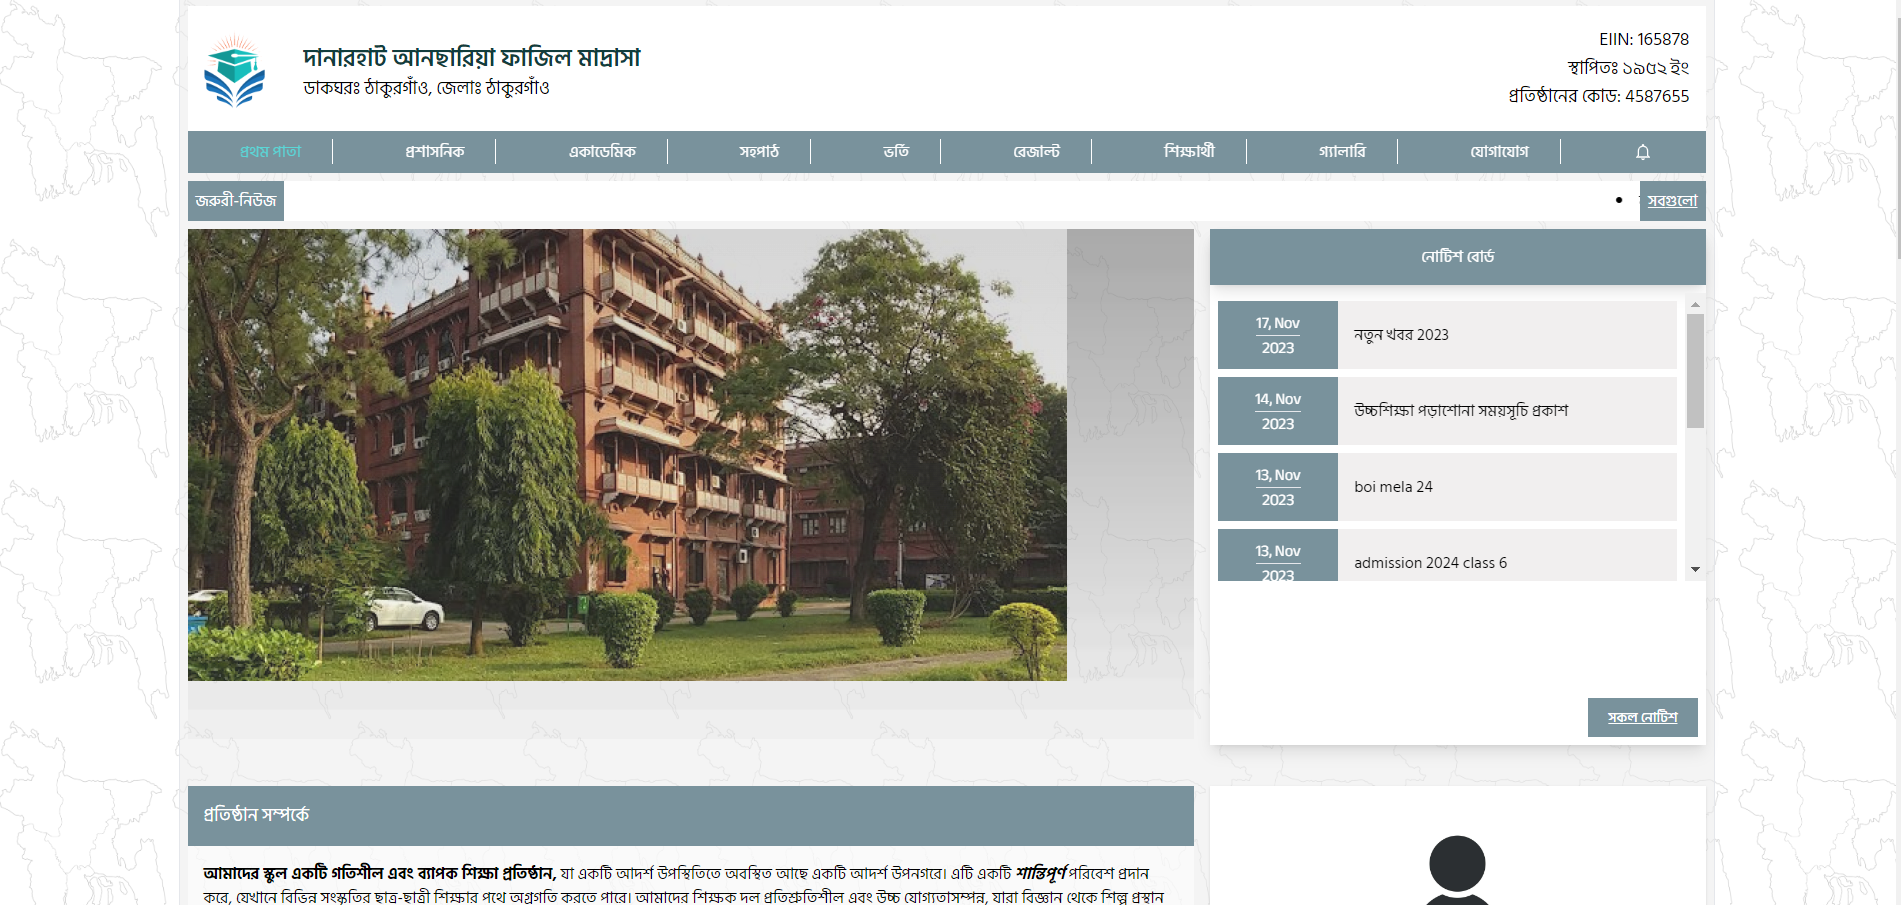 দানারহাট আনছারিয়া ফাজিল মাদ্রাসা
ডাকঘরঃ ঠাকুরগাঁও, জেলাঃ ঠাকুরগাঁও
EIIN: 165878
স্থাপিতঃ ১৯৫২ ইং
প্রতিষ্ঠানের কোড: 4587655
প্রথম পাতা প্রশাসনিক একাডেমিক সহপাঠ ভর্তি রেজাল্ট শিক্ষার্থী গ্যালারি যোগাযোগ
জরুরী-নিউজ সবগুলো
নোটিশ বোর্ড
17, Nov
2023
নতুন খবর 2023
14, Nov
2023
উচ্চশিক্ষা পড়াশোনা সময়সূচি প্রকাশ
13, Nov
2023
boi mela 24
13, Nov
2023
admission 2024 class 6
সকল নোটিশ
প্রতিষ্ঠান সম্পর্কে
আমাদের স্কুল একটি গতিশীল এবং ব্যাপক শিক্ষা প্রতিষ্ঠান, যা একটি আদর্শ উপস্থিতিতে অবস্থিত আছে একটি আদর্শ উপনগরে। এটি একটি শান্তিপূর্ণ পরিবেশ প্রদান
করে, যেখানে বিভিন্ন সংস্কৃতির ছাত্র-ছাত্রী শিক্ষার পথে অগ্রগতি করতে পারে। আমাদের শিক্ষক দল প্রতিশ্রুতিশীল এবং উচ্চ যোগ্যতাসম্পন্ন, যারা বিজ্ঞান থেকে শিল্প প্রস্থান